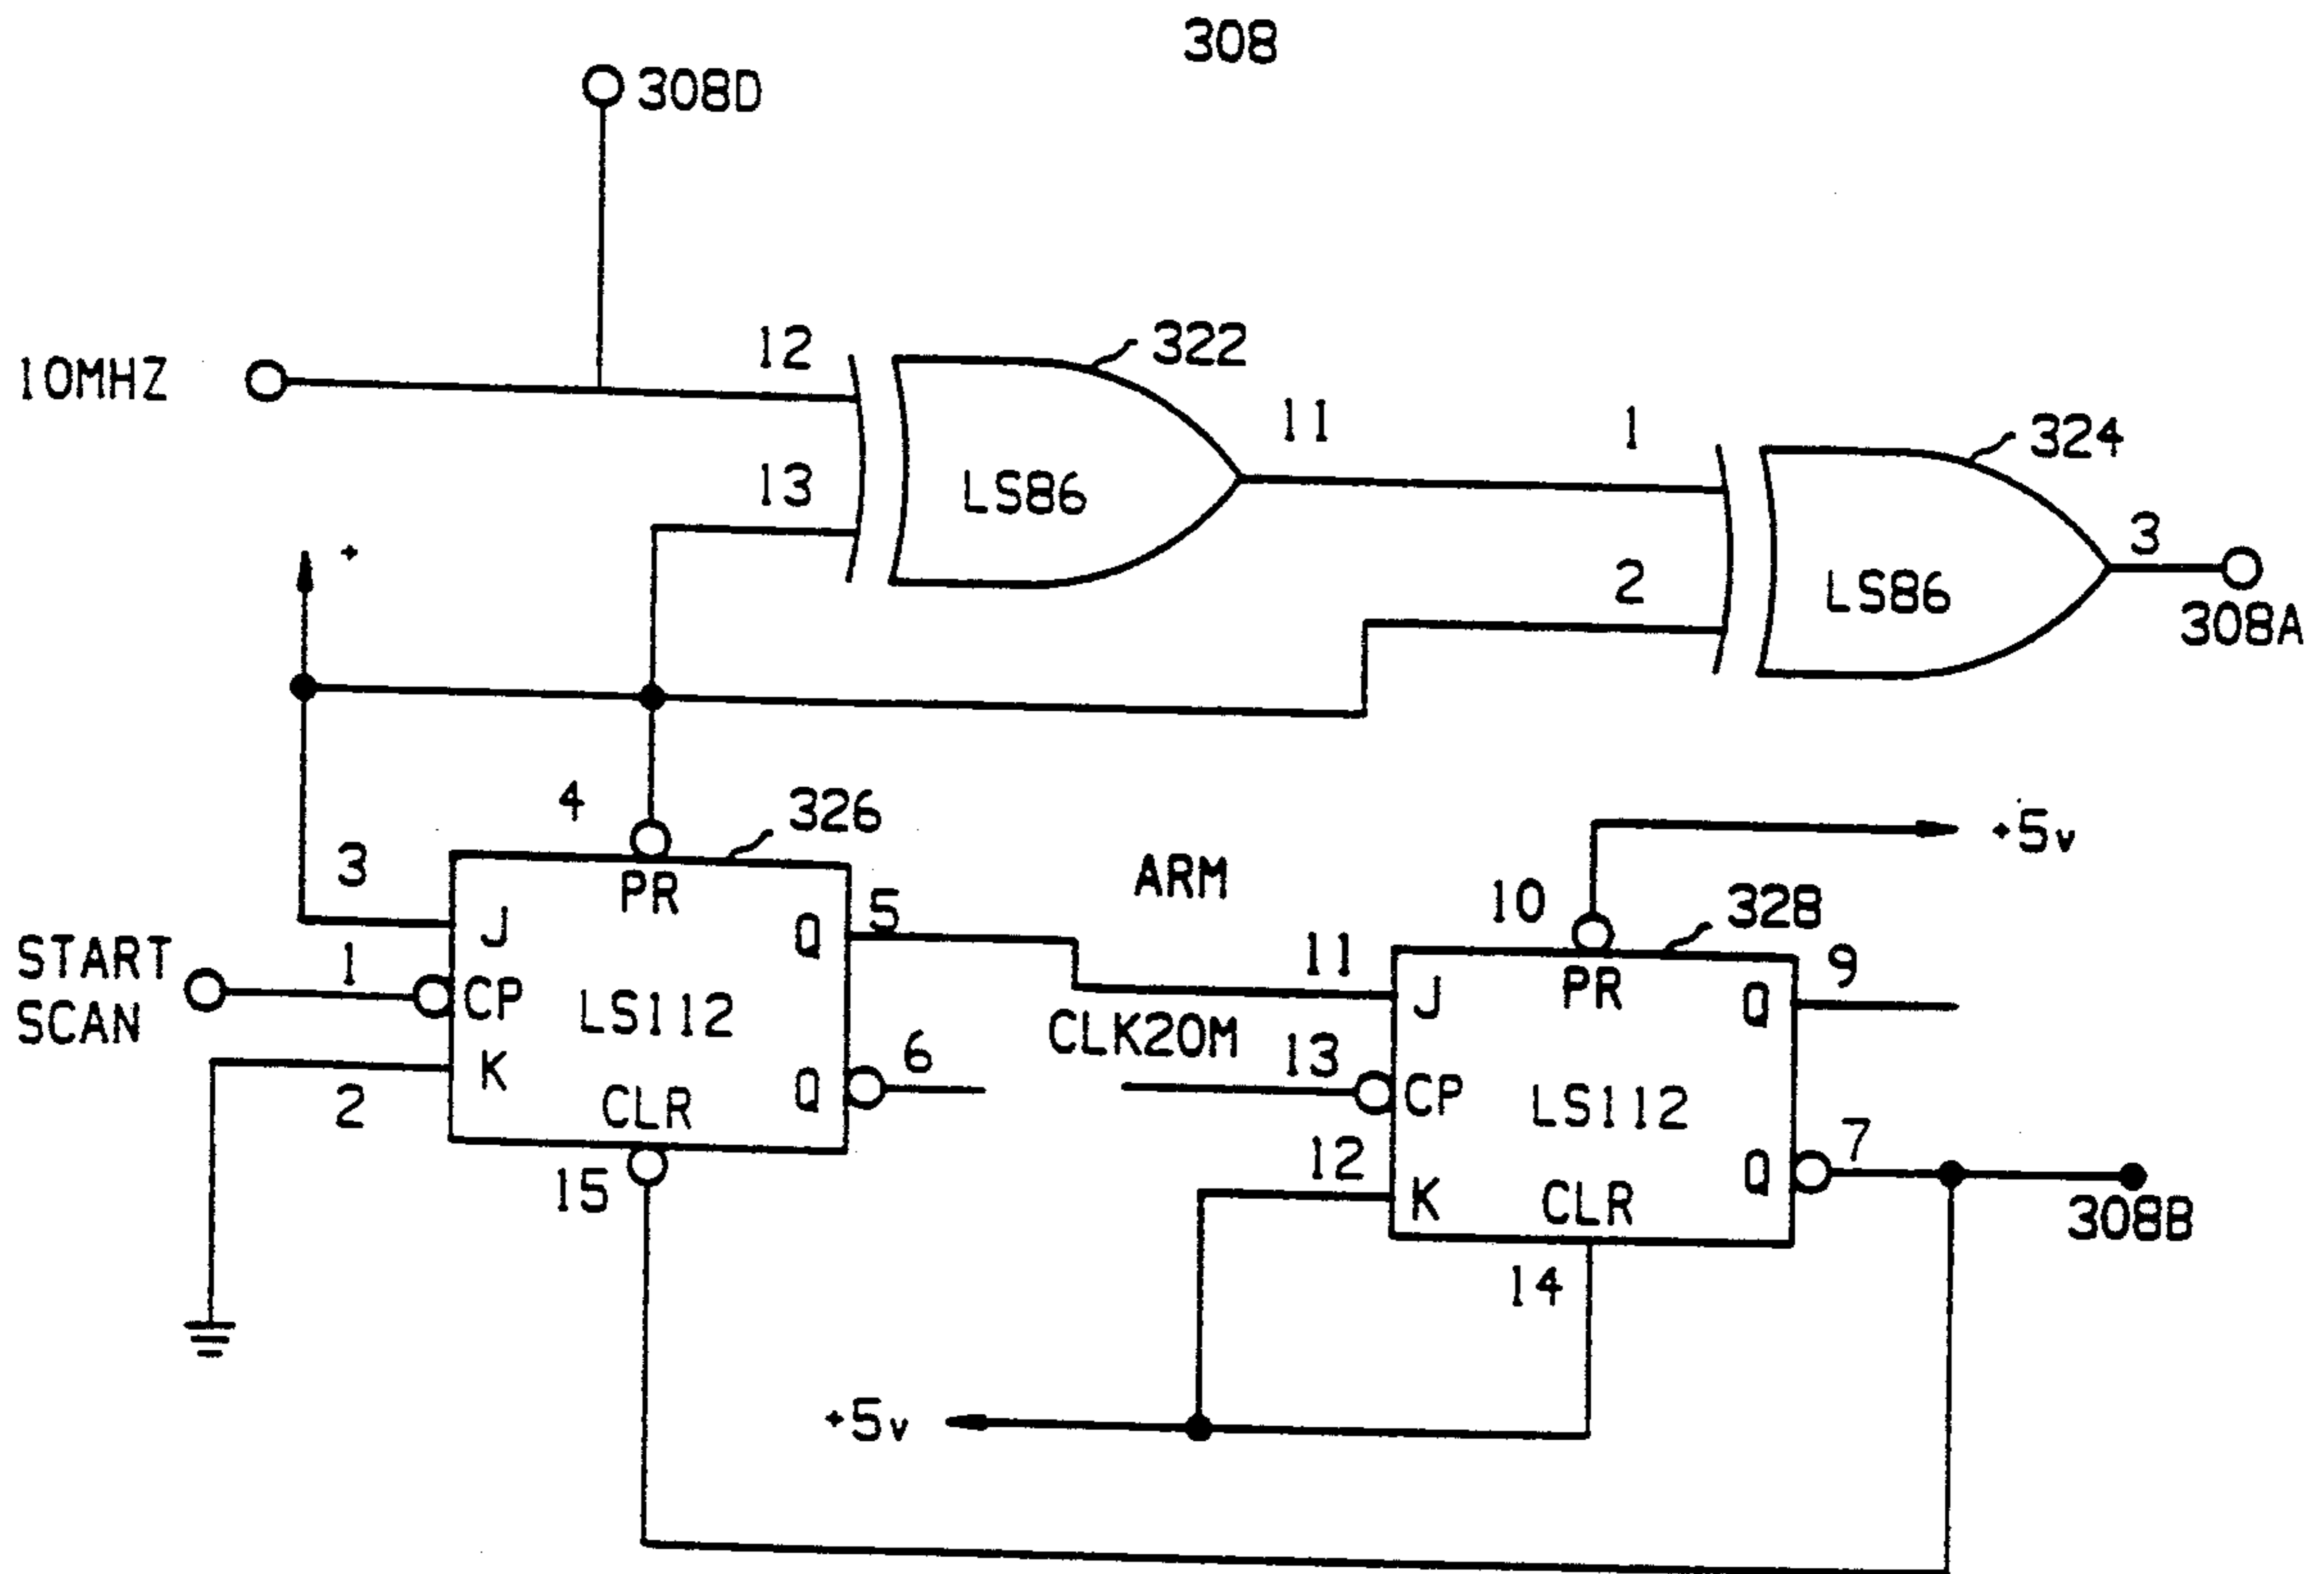 308
308D
10MHZ
12
322
13
LS86
11
1
324
2
LS86
3
308A
+
4
326
3
PR
J
Q
5
ARM
START
SCAN
1
CP
LS112
K
2
Q
6
CLR
15
+5v
10
328
11
PR
J
Q
9
CLK20M
13
CP
LS112
12
K
Q
7
CLR
14
308B
+5v